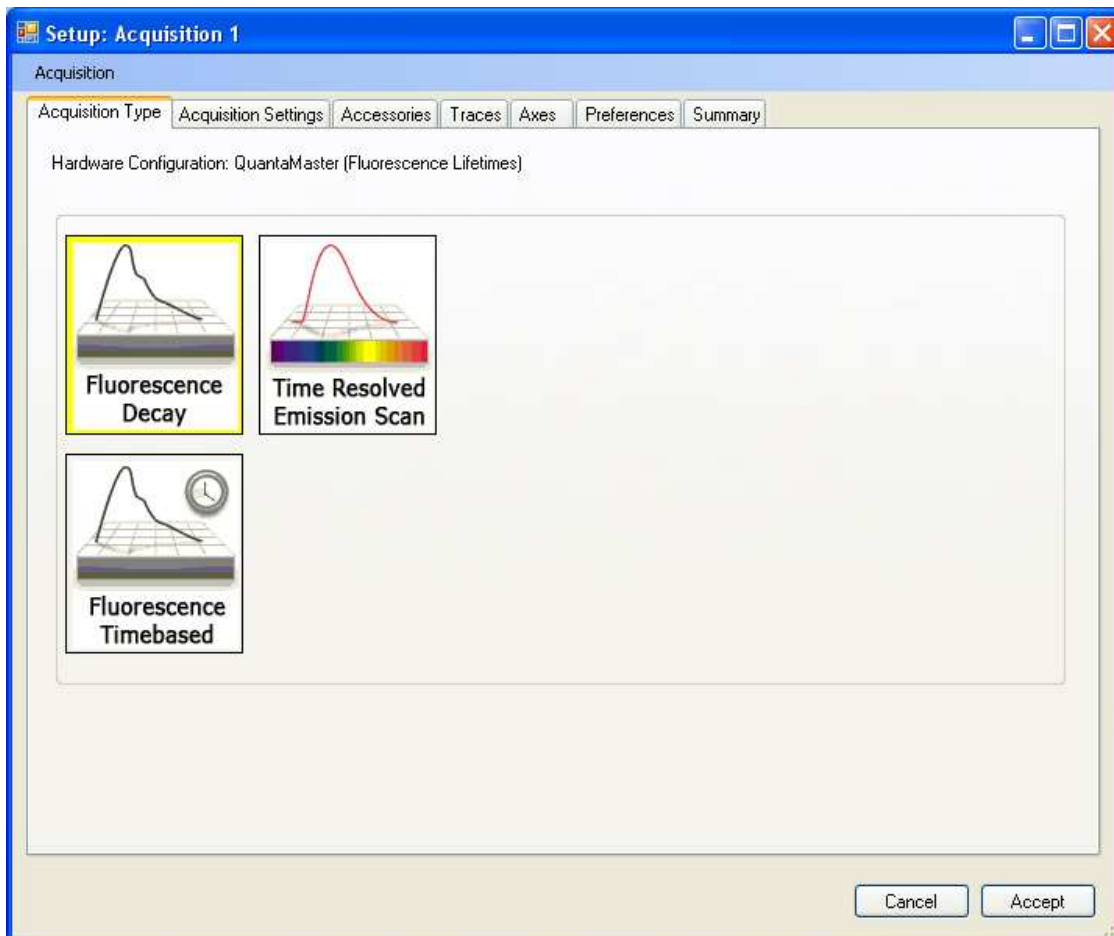 Setup: Acquisition 1
Acquisition
Acquisition Type Acquisition Settings Accessories Traces Axes Preferences Summary
Hardware Configuration: QuantaMaster (Fluorescence Lifetimes)
Fluorescence
Decay
Time Resolved
Emission Scan
Fluorescence
Timebased
Cancel Accept